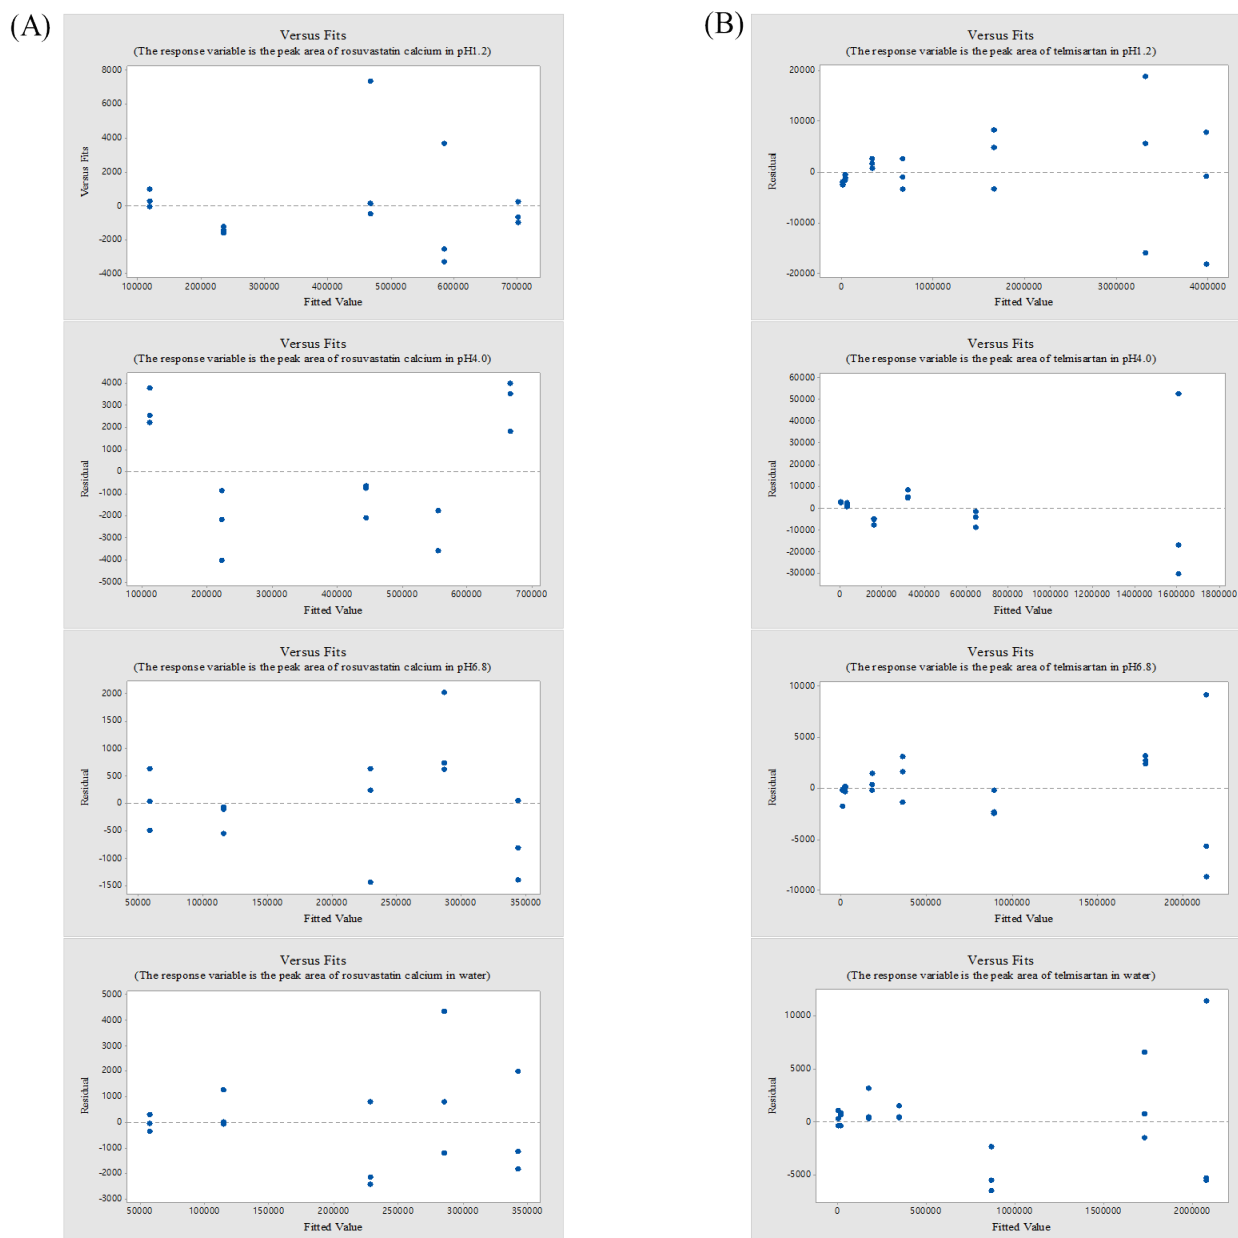 (A)
Versus Fits
(The response variable is the peak area of rosuvastatin calcium in pH1.2)
8000
6000
4000
2000
0
-2000
-4000
Versus Fits
100000 200000 300000 400000 500000 600000 700000
Fitted Value
Versus Fits
(The response variable is the peak area of rosuvastatin calcium in pH4.0)
4000
3000
2000
1000
0
-1000
-2000
-3000
-4000
-5000
Residual
100000 200000 300000 400000 500000 600000 700000
Fitted Value
Versus Fits
(The response variable is the peak area of rosuvastatin calcium in pH6.8)
2000
1500
1000
500
0
-500
-1000
-1500
Residual
50000 100000 150000 200000 250000 300000 350000
Fitted Value
Versus Fits
(The response variable is the peak area of rosuvastatin calcium in water)
5000
4000
3000
2000
1000
0
-1000
-2000
-3000
Residual
50000 100000 150000 200000 250000 300000 350000
Fitted Value
(B)
Versus Fits
(The response variable is the peak area of telmisartan in pH1.2)
20000
10000
0
-10000
-20000
Residual
0 1000000 2000000 3000000 4000000
Fitted Value
Versus Fits
(The response variable is the peak area of telmisartan in pH4.0)
60000
50000
40000
30000
20000
10000
0
-10000
-20000
-30000
Residual
0 200000 400000 600000 800000 1000000 1200000 1400000 1600000 1800000
Fitted Value
Versus Fits
(The response variable is the peak area of telmisartan in pH6.8)
10000
5000
0
-5000
-10000
Residual
0 500000 1000000 1500000 2000000
Fitted Value
Versus Fits
(The response variable is the peak area of telmisartan in water)
10000
5000
0
-5000
Residual
0 500000 1000000 1500000 2000000
Fitted Value